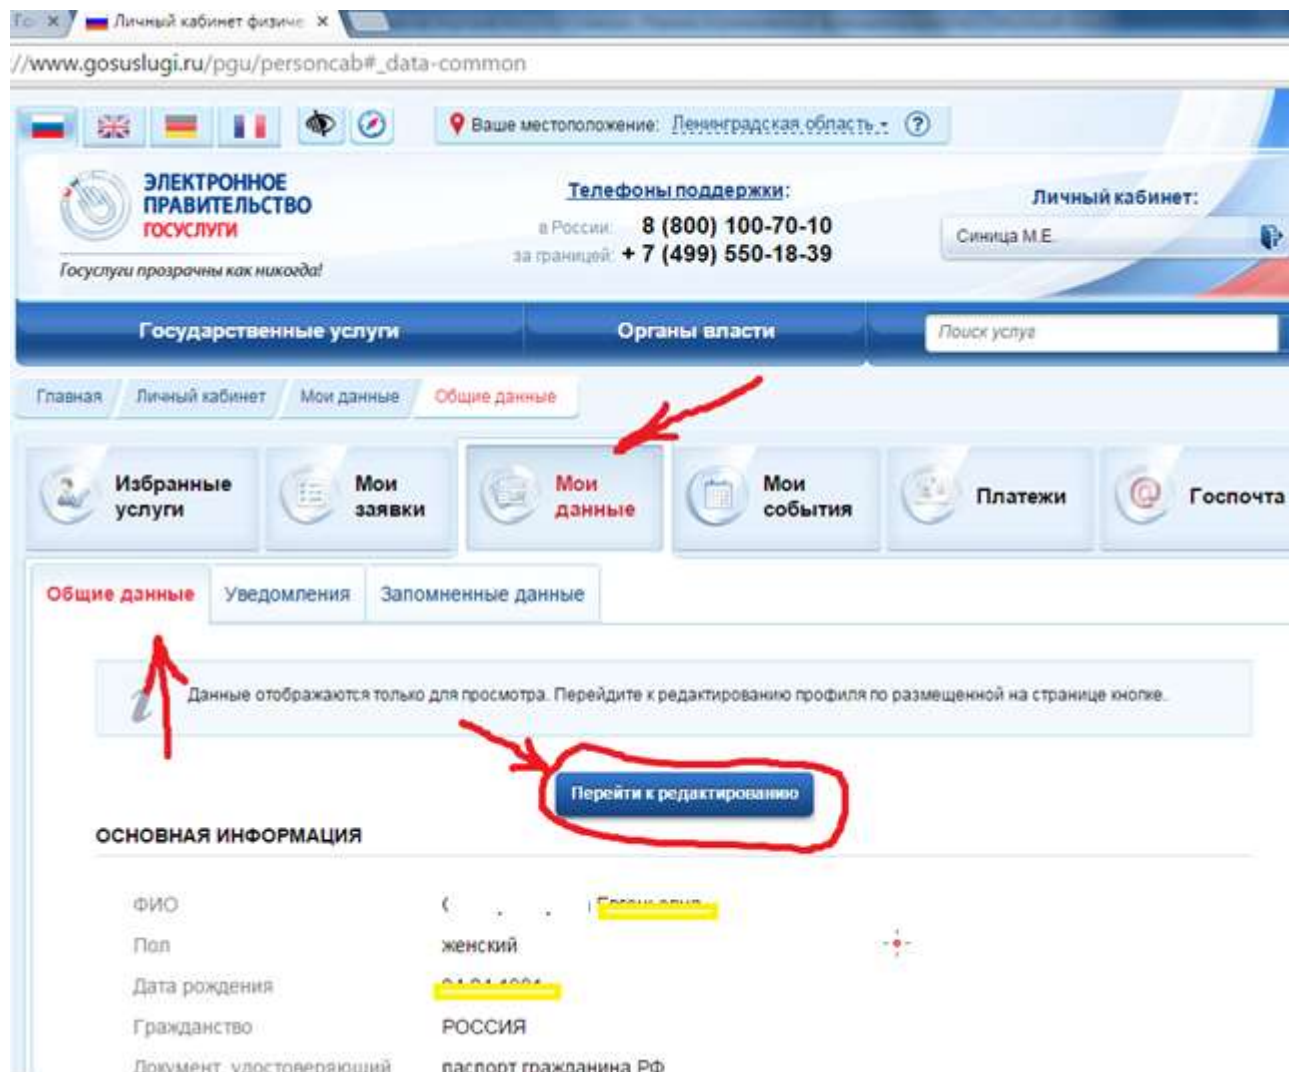 Личный кабинет физиче
//www.gosuslugi.ru/pgu/personcab#_data-common
Ваше местоположение: Ленинградская область ?
ЭЛЕКТРОННОЕ
ПРАВИТЕЛЬСТВО
ГОСУСЛУГИ
Госуслуги прозрачны как никогда!
Телефоны поддержки:
в России: 8 (800) 100-70-10
за границей: + 7 (499) 550-18-39
Личный кабинет:
Синица М.Е.
Государственные услуги
Органы власти
Поиск услуг
Главная Личный кабинет Мои данные Общие данные
Избранные
услуги
Мои
заявки
Мои
данные
Мои
события
Платежи
Госпочта
Общие данные Уведомления Запомненные данные
Данные отображаются только для просмотра. Перейдите к редактированию профиля по размещенной на странице кнопке.
Перейти к редактированию
ОСНОВНАЯ ИНФОРМАЦИЯ
ФИО
Пол женский
Дата рождения
Гражданство РОССИЯ
Документ, удостоверяющий паспорт гражданина РФ